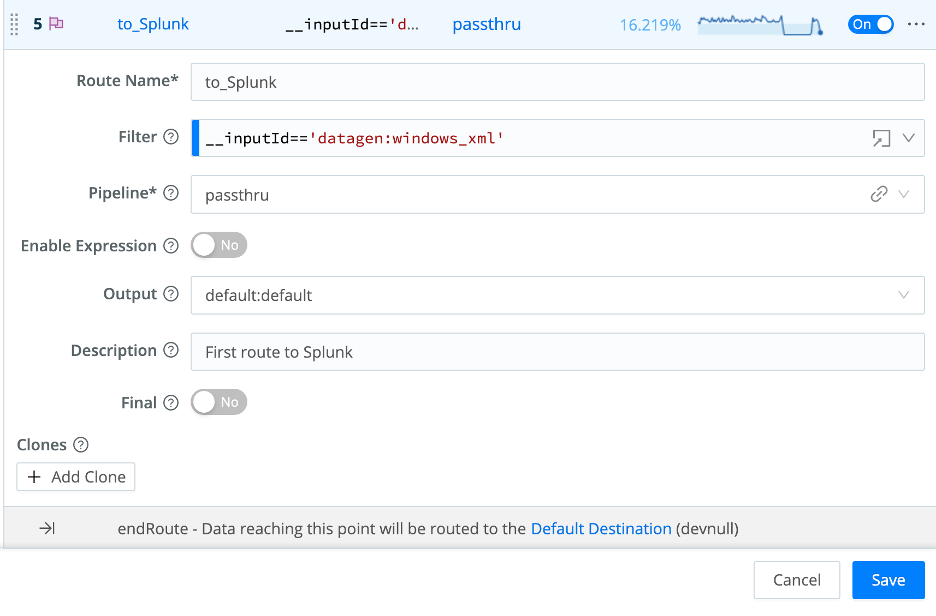 5 to_Splunk __inputId=='d... passthru 16.219% On ...
Route Name* to_Splunk
Filter ? __inputId=='datagen:windows_xml'
Pipeline* ? passthru
Enable Expression ? No
Output ? default:default
Description ? First route to Splunk
Final ? No
Clones ?
+ Add Clone
endRoute - Data reaching this point will be routed to the Default Destination (devnull)
Cancel Save